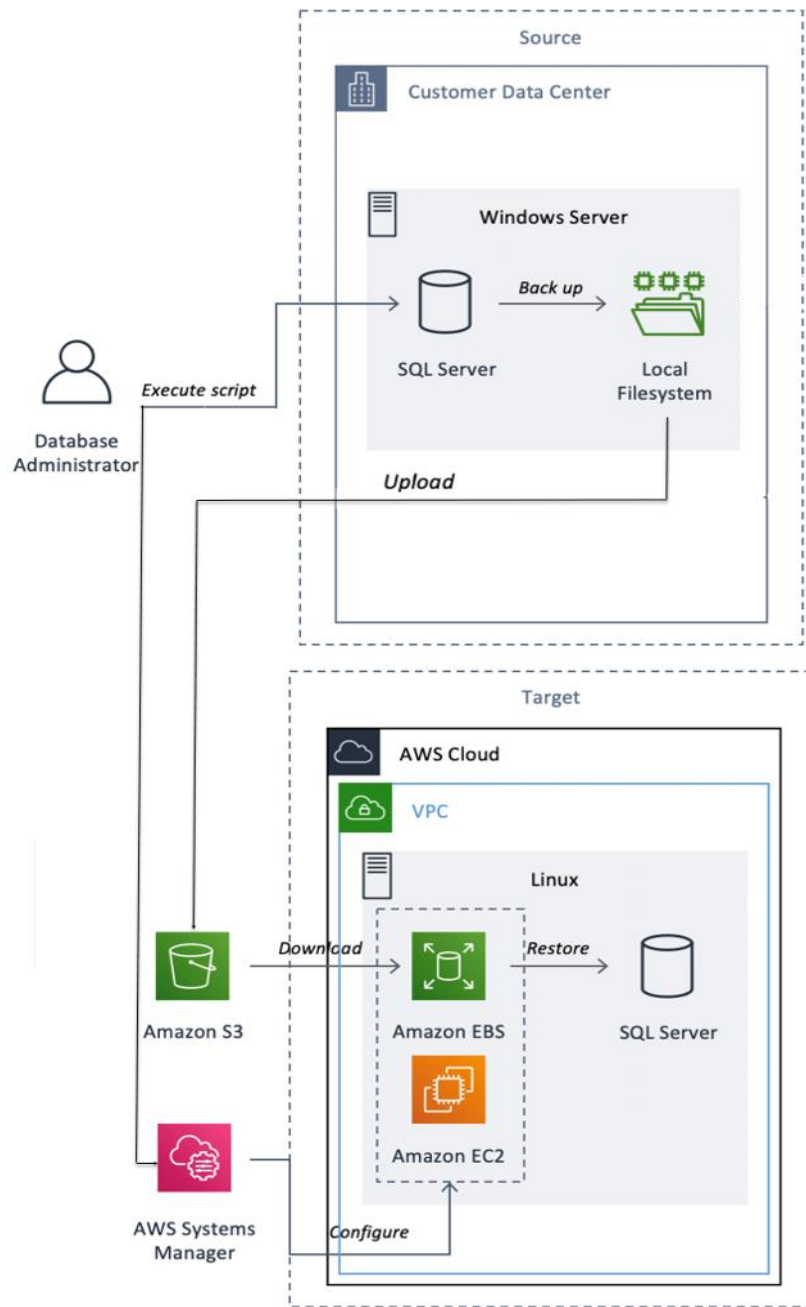 Source
Customer Data Center
Windows Server
Back up
SQL Server
Local
Filesystem
Execute script
Database
Administrator
Upload
Target
AWS Cloud
VPC
Linux
Download
Restore
Amazon S3
Amazon EBS
SQL Server
Amazon EC2
AWS Systems
Manager
Configure